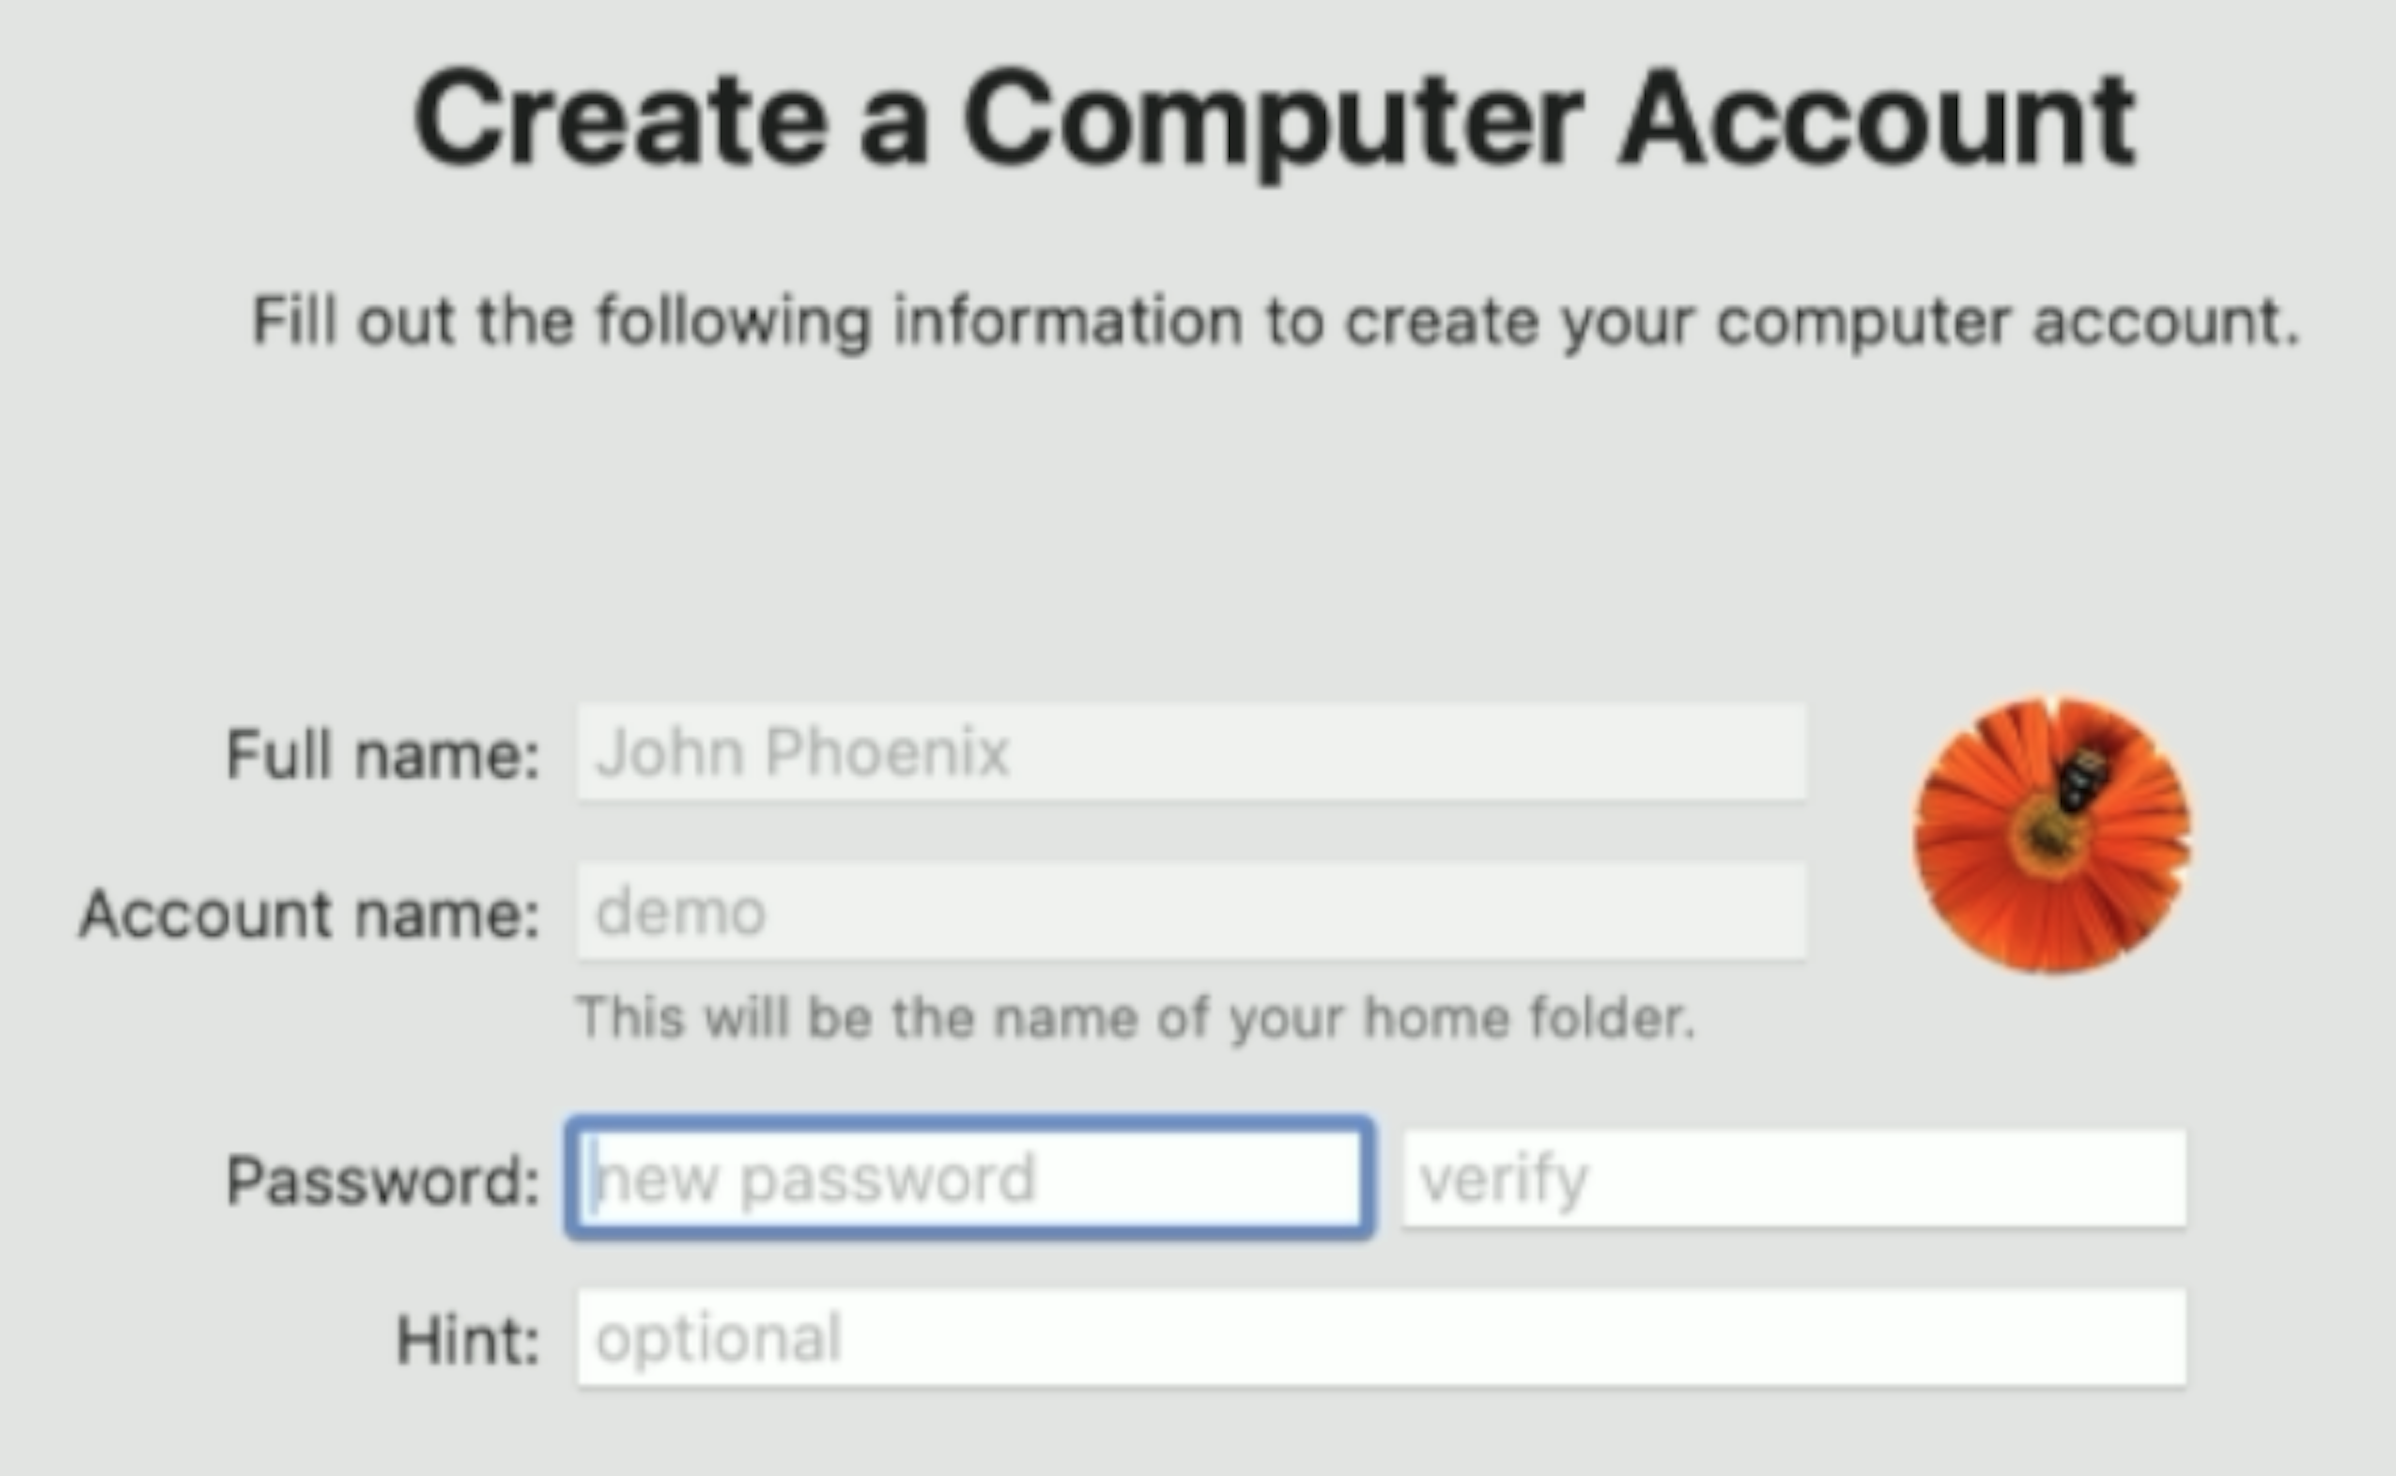 Create a Computer Account
Fill out the following information to create your computer account.
Full name: John Phoenix
Account name: demo
This will be the name of your home folder.
Password: new password verify
Hint: optional